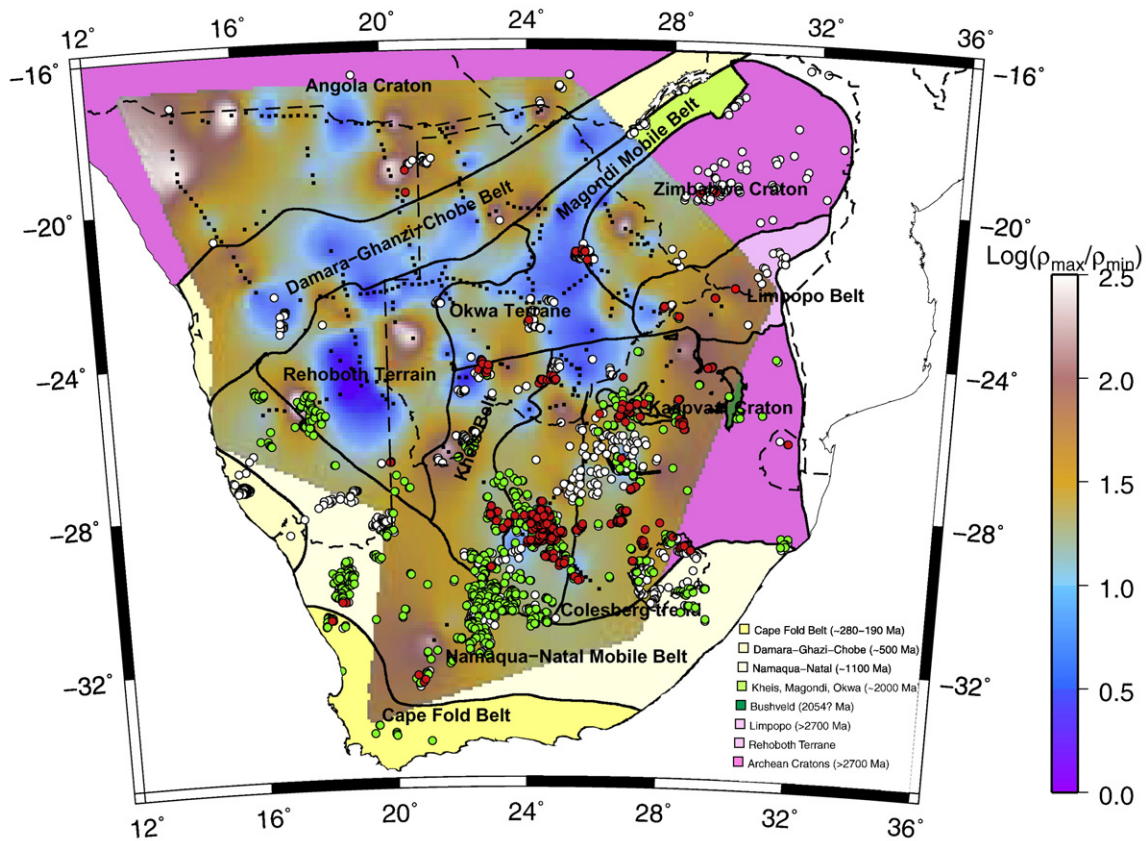 12° 16° 20° 24° 28° 32° 36°
−16° −16°
Angola Craton
Magondi Mobile Belt
Zimbabwe Craton
−20° −20°
Damara−Ghanzi−Chobe Belt
Log(ρmax/ρmin)
2.5
Limpopo Belt
Okwa Terrane
−24° −24°
Rehoboth Terrain
2.0
Kaapvaal Craton
Kheis Belt
1.5
−28° −28°
1.0
Colesberg trend
Cape Fold Belt (~280−190 Ma)
Damara−Ghazi−Chobe (~500 Ma)
Namaqua−Natal Mobile Belt
Namaqua−Natal (~1100 Ma)
−32° −32°
Kheis, Magondi, Okwa (~2000 Ma
0.5
Bushveld (2054? Ma)
Cape Fold Belt
Limpopo (>2700 Ma)
Rehoboth Terrane
Archean Cratons (>2700 Ma)
0.0
12° 16° 20° 24° 28° 32° 36°